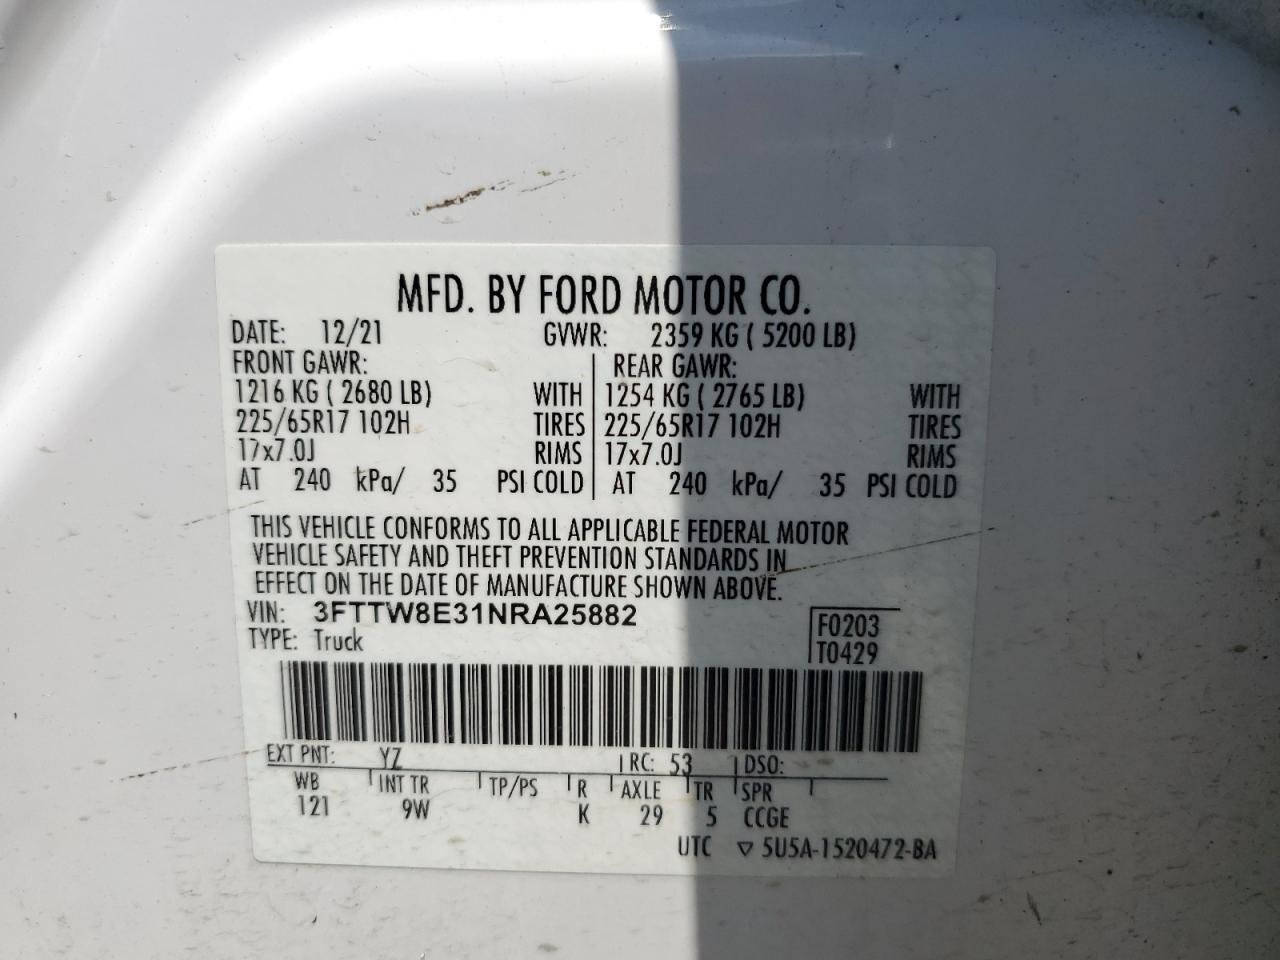 MFD. BY FORD MOTOR CO.
DATE: 12/21 GVWR: 2359 KG ( 5200 LB)
FRONT GAWR: REAR GAWR:
1216 KG ( 2680 LB) WITH 1254 KG ( 2765 LB) WITH
225/65R17 102H TIRES 225/65R17 102H TIRES
17x7.0J RIMS 17x7.0J RIMS
AT 240 kPa/ 35 PSI COLD AT 240 kPa/ 35 PSI COLD
THIS VEHICLE CONFORMS TO ALL APPLICABLE FEDERAL MOTOR
VEHICLE SAFETY AND THEFT PREVENTION STANDARDS IN
EFFECT ON THE DATE OF MANUFACTURE SHOWN ABOVE.
VIN: 3FTTW8E31NRA25882 F0203
TYPE: Truck T0429
EXT PNT: YZ RC: 53 DSO:
WB INT TR TP/PS R AXLE TR SPR
121 9W K 29 5 CCGE
UTC ▽ 5U5A-1520472-BA